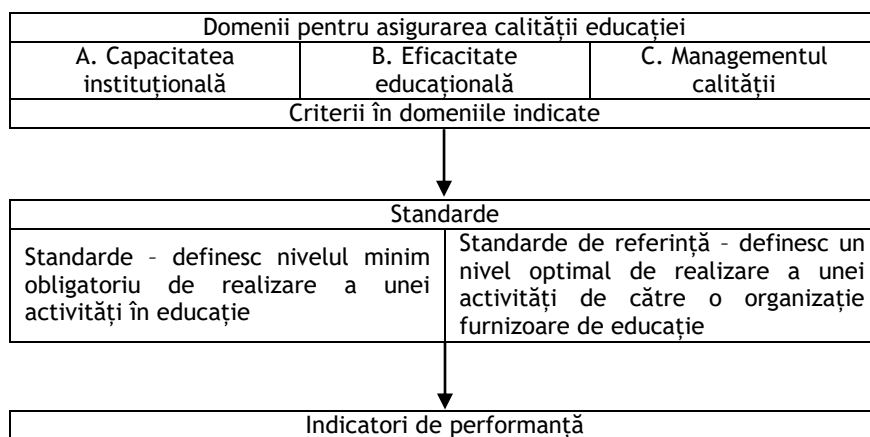 Domenii pentru asigurarea calității educației
A. Capacitatea
instituțională
B. Eficacitate
educațională
C. Managementul
calității
Criterii în domeniile indicate
Standarde
Standarde – definesc nivelul minim
obligatoriu de realizare a unei
activități în educație
Standarde de referință – definesc un
nivel optimal de realizare a unei
activități de către o organizație
furnizoare de educație
Indicatori de performanță